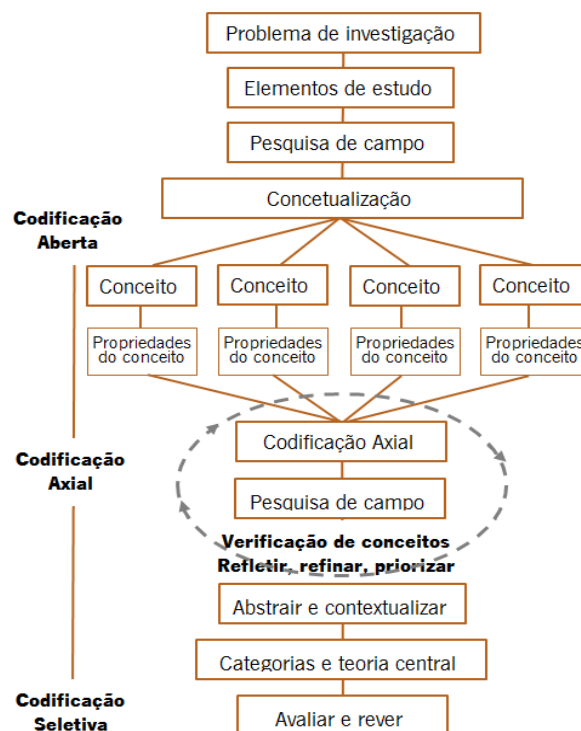 Problema de investigação
Elementos de estudo
Pesquisa de campo
Concetualização
Codificação
Aberta
Conceito
Conceito
Conceito
Conceito
Propriedades
do conceito
Propriedades
do conceito
Propriedades
do conceito
Propriedades
do conceito
Codificação Axial
Codificação
Axial
Pesquisa de campo
Verificação de conceitos
Refletir, refinar, priorizar
Abstrair e contextualizar
Categorias e teoria central
Codificação
Seletiva
Avaliar e rever